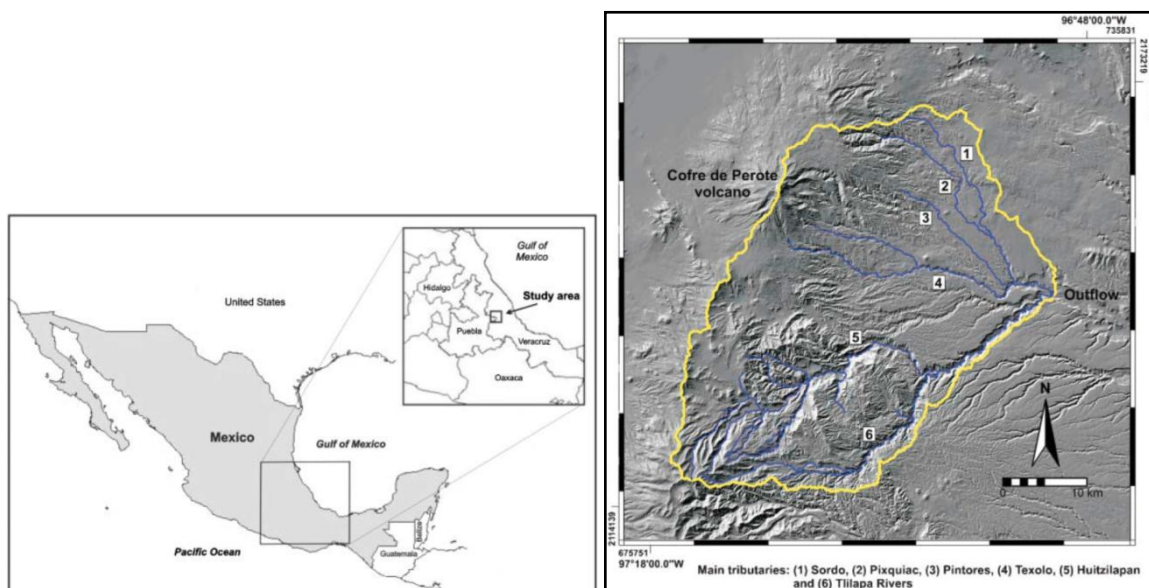 United States
Mexico
Gulf of Mexico
Pacific Ocean
Guatemala
Belize
Gulf of
Mexico
Hidalgo
Study area
Puebla
Veracruz
Oaxaca
96°48'00.0"W
735831
2173219
Cofre de Perote
volcano
1
2
3
4
5
6
Outflow
N
0
10 km
2114139
675751
97°18'00.0"W
Main tributaries: (1) Sordo, (2) Pixquiac, (3) Pintores, (4) Texolo, (5) Huitzilapan
and (6) Tlilapa Rivers